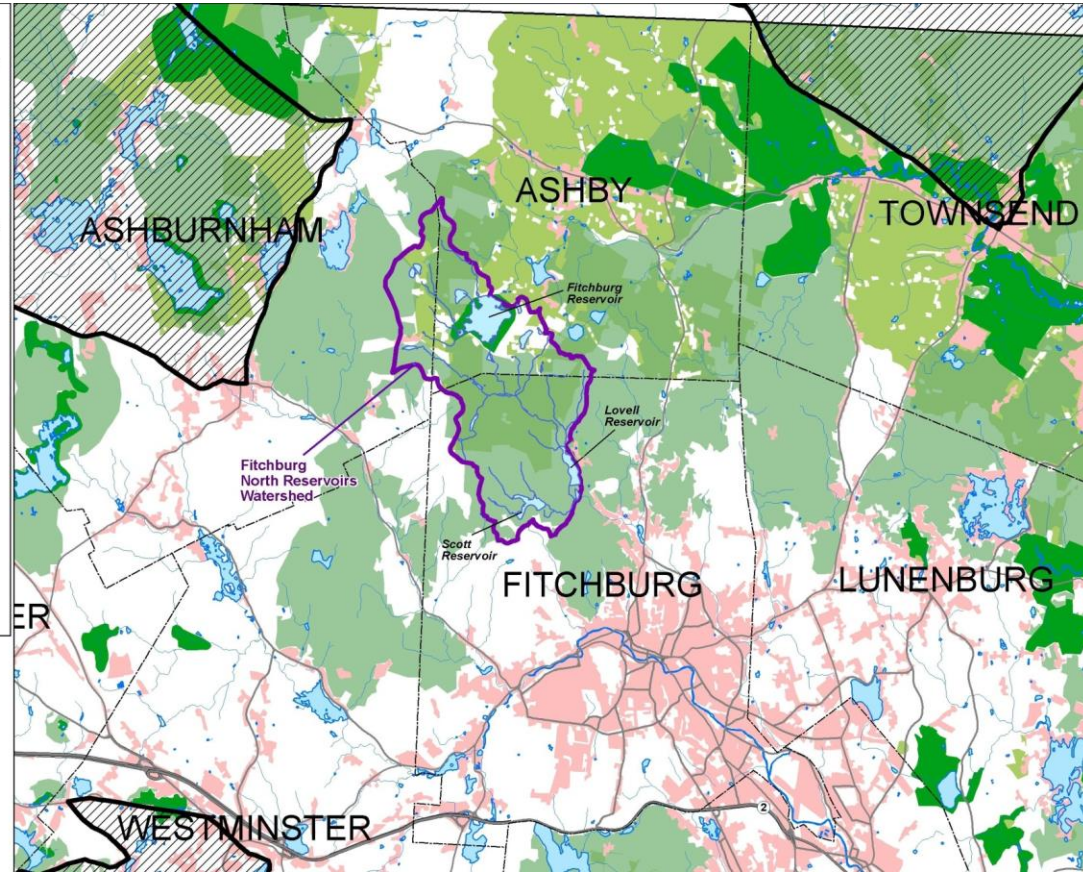 ASHBY
TOWNSEND
ASHBURNHAM
Fitchburg
Reservoir
Lovell
Reservoir
Fitchburg
North Reservoirs
Watershed
Scott
Reservoir
FITCHBURG
LUNENBURG
ER
2
WESTMINSTER